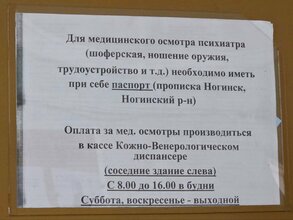 Для медицинского осмотра психиатра
(шоферская, ношение оружия,
трудоустройство и т.д.) необходимо иметь
при себе паспорт (прописка Ногинск,
Ногинский р-н)
Оплата за мед. осмотры производиться
в кассе Кожно-Венерологическом
диспансере
(соседние здание слева)
С 8.00 до 16.00 в будни
Суббота, воскресенье - выходной